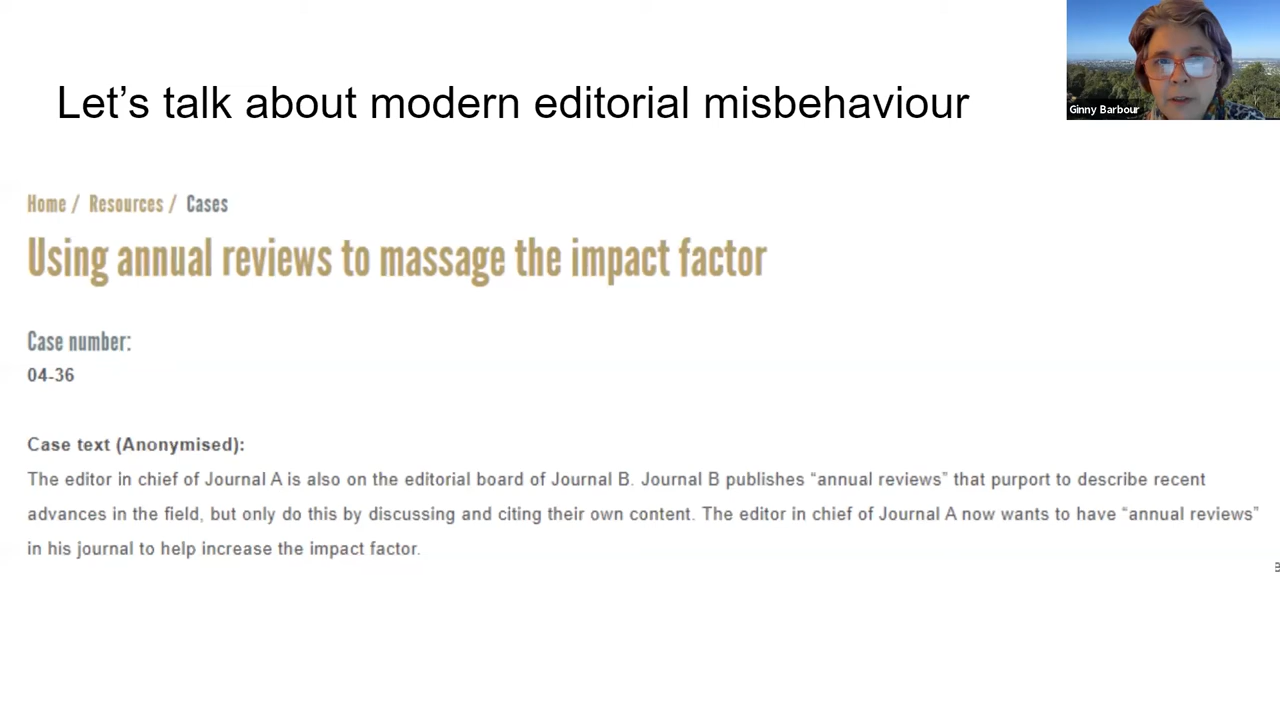 Let’s talk about modern editorial misbehaviour
Ginny Barbour
Home / Resources / Cases
Using annual reviews to massage the impact factor
Case number:
04-36
Case text (Anonymised):
The editor in chief of Journal A is also on the editorial board of Journal B. Journal B publishes “annual reviews” that purport to describe recent
advances in the field, but only do this by discussing and citing their own content. The editor in chief of Journal A now wants to have “annual reviews”
in his journal to help increase the impact factor.